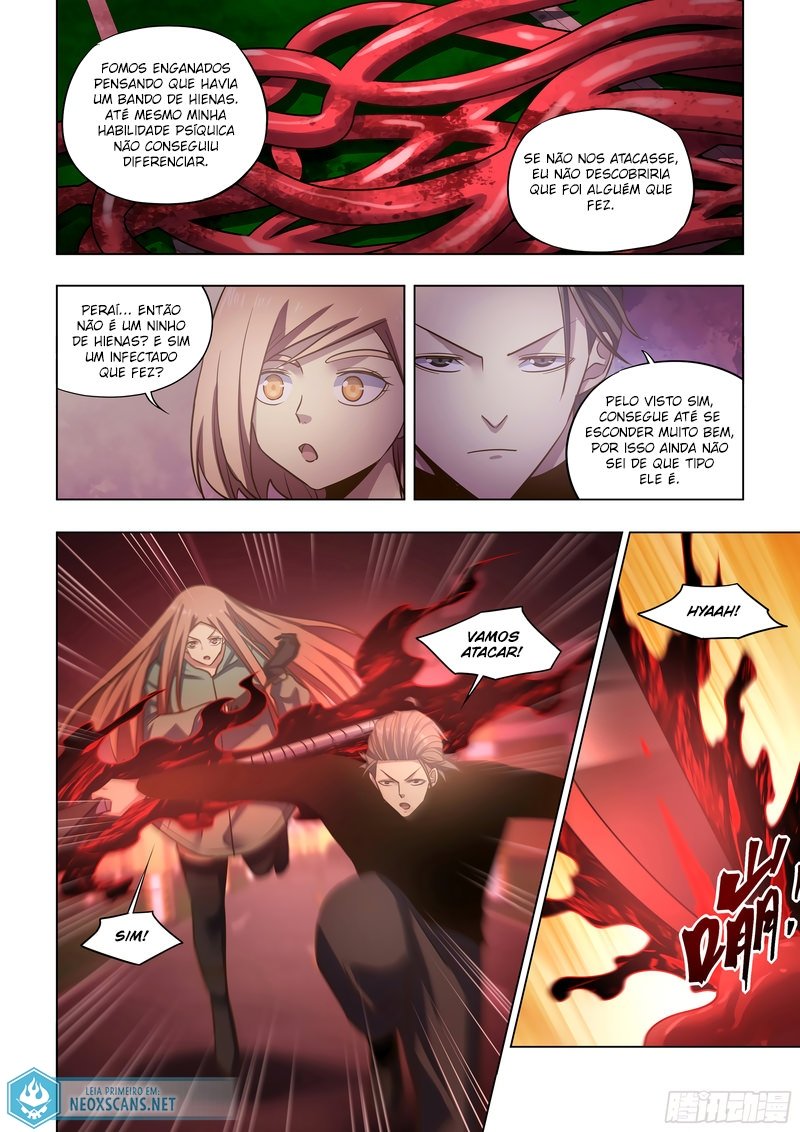 FOMOS ENGANADOS
PENSANDO QUE HAVIA
UM BANDO DE HIENAS.
ATÉ MESMO MINHA
HABILIDADE PSÍQUICA
NÃO CONSEGUIU
DIFERENCIAR.
SE NÃO NOS ATACASSE,
EU NÃO DESCOBRIRIA
QUE FOI ALGUÉM QUE
FEZ.
PERAÍ... ENTÃO
NÃO É UM NINHO
DE HIENAS? E SIM
UM INFECTADO
QUE FEZ?
PELO VISTO SIM,
CONSEGUE ATÉ SE
ESCONDER MUITO BEM,
POR ISSO AINDA NÃO
SEI DE QUE TIPO
ELE É.
VAMOS
ATACAR!
SIM!
HYAAH!
LEIA PRIMEIRO EM:
NEOXSCANS.NET
腾讯动漫